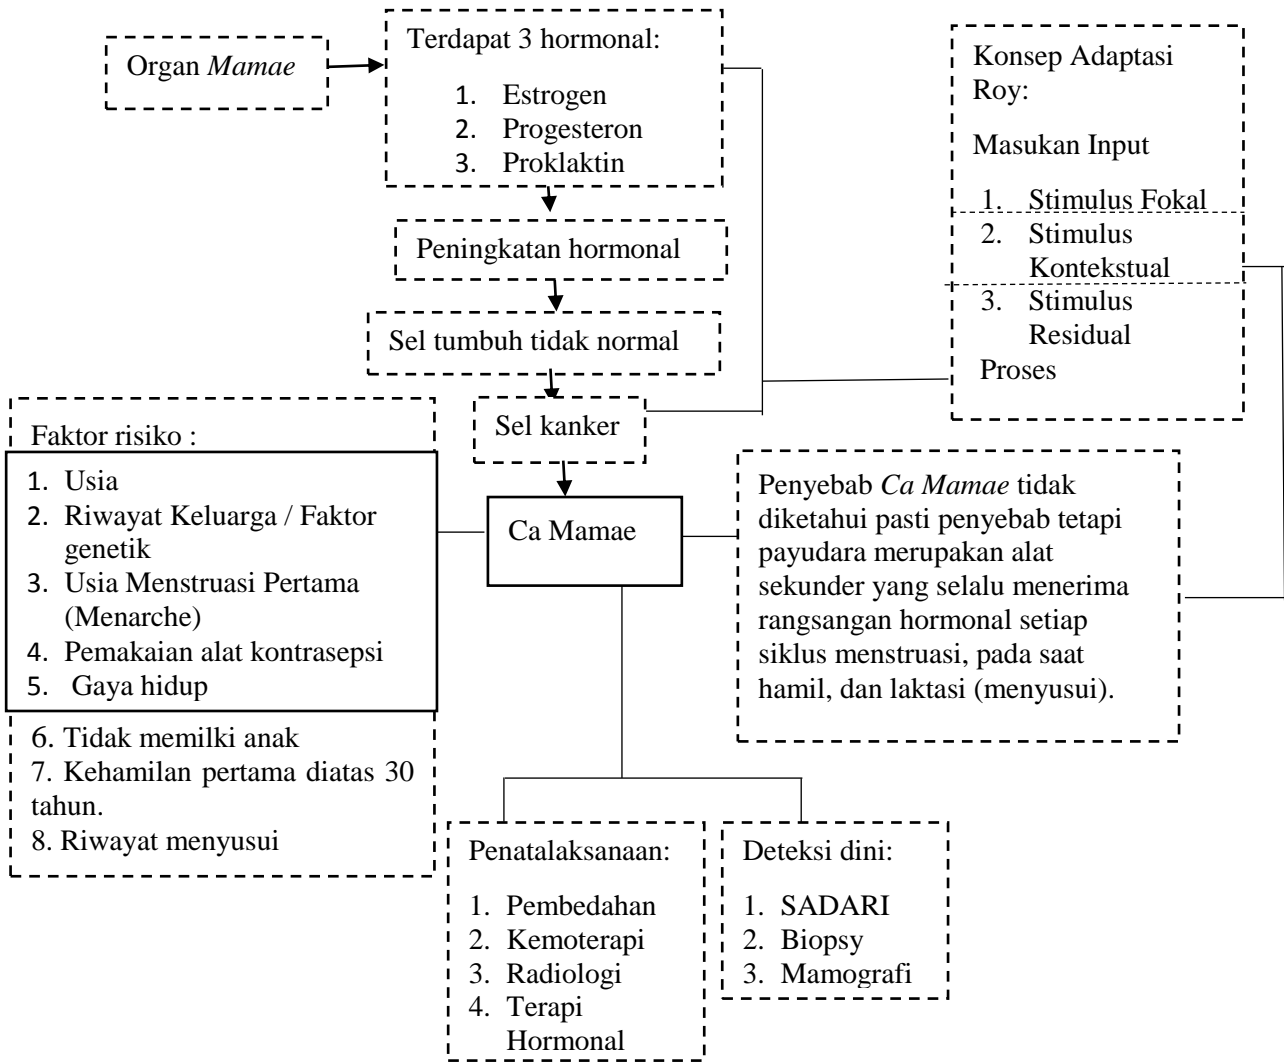 Organ Mamae
Terdapat 3 hormonal:
1. Estrogen
2. Progesteron
3. Proklaktin
Peningkatan hormonal
Sel tumbuh tidak normal
Sel kanker
Ca Mamae
Konsep Adaptasi
Roy:
Masukan Input
1. Stimulus Fokal
2. Stimulus
Kontekstual
3. Stimulus
Residual
Proses
Faktor risiko :
1. Usia
2. Riwayat Keluarga / Faktor
genetik
3. Usia Menstruasi Pertama
(Menarche)
4. Pemakaian alat kontrasepsi
5. Gaya hidup
6. Tidak memilki anak
7. Kehamilan pertama diatas 30
tahun.
8. Riwayat menyusui
Penyebab Ca Mamae tidak
diketahui pasti penyebab tetapi
payudara merupakan alat
sekunder yang selalu menerima
rangsangan hormonal setiap
siklus menstruasi, pada saat
hamil, dan laktasi (menyusui).
Penatalaksanaan:
1. Pembedahan
2. Kemoterapi
3. Radiologi
4. Terapi
Hormonal
Deteksi dini:
1. SADARI
2. Biopsy
3. Mamografi